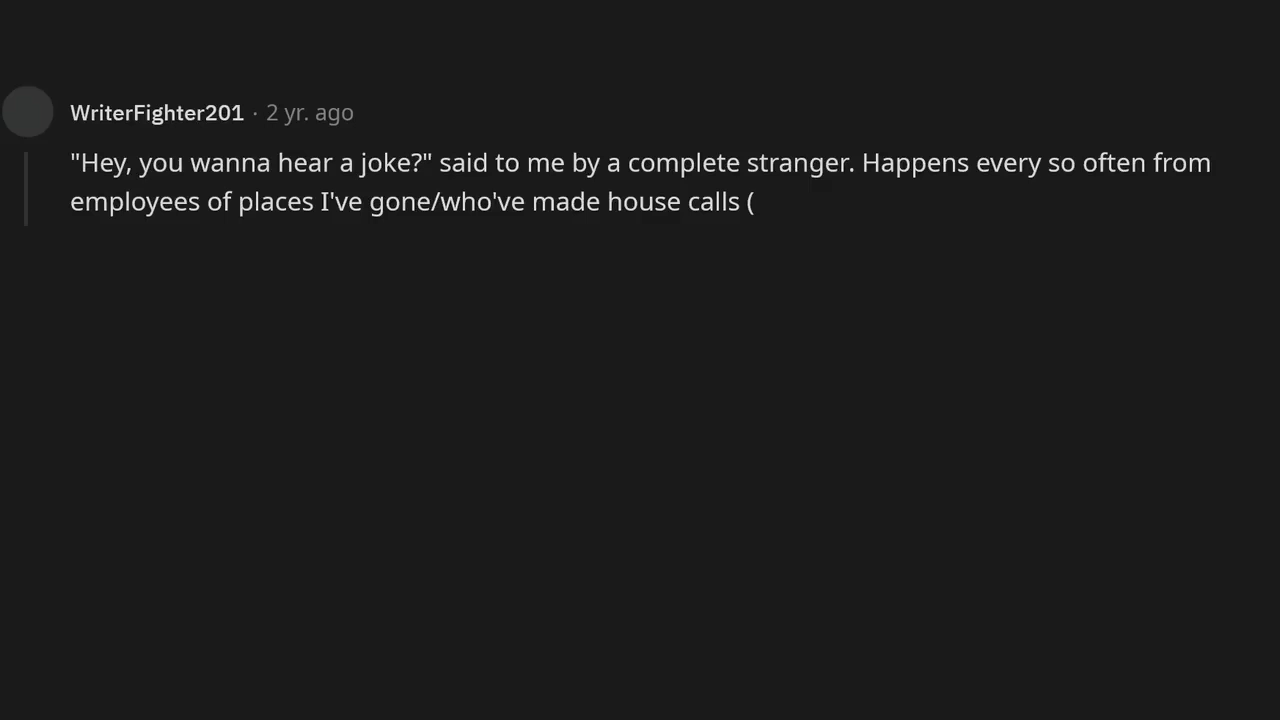 WriterFighter201 · 2 yr. ago
"Hey, you wanna hear a joke?" said to me by a complete stranger. Happens every so often from
employees of places I've gone/who've made house calls (